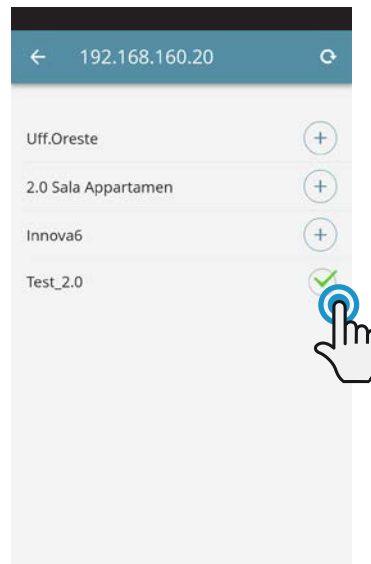 192.168.160.20
Uff.Oreste
2.0 Sala Appartamen
Innova6
Test_2.0